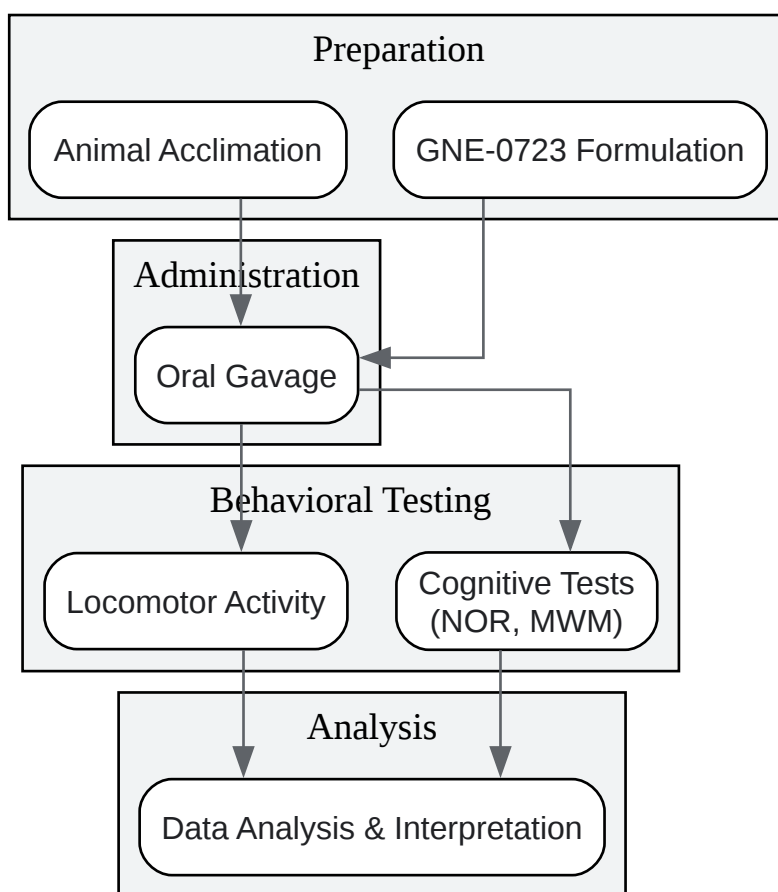 Preparation
Animal Acclimation
GNE-0723 Formulation
Administration
Oral Gavage
Behavioral Testing
Locomotor Activity
Cognitive Tests
(NOR, MWM)
Analysis
Data Analysis & Interpretation